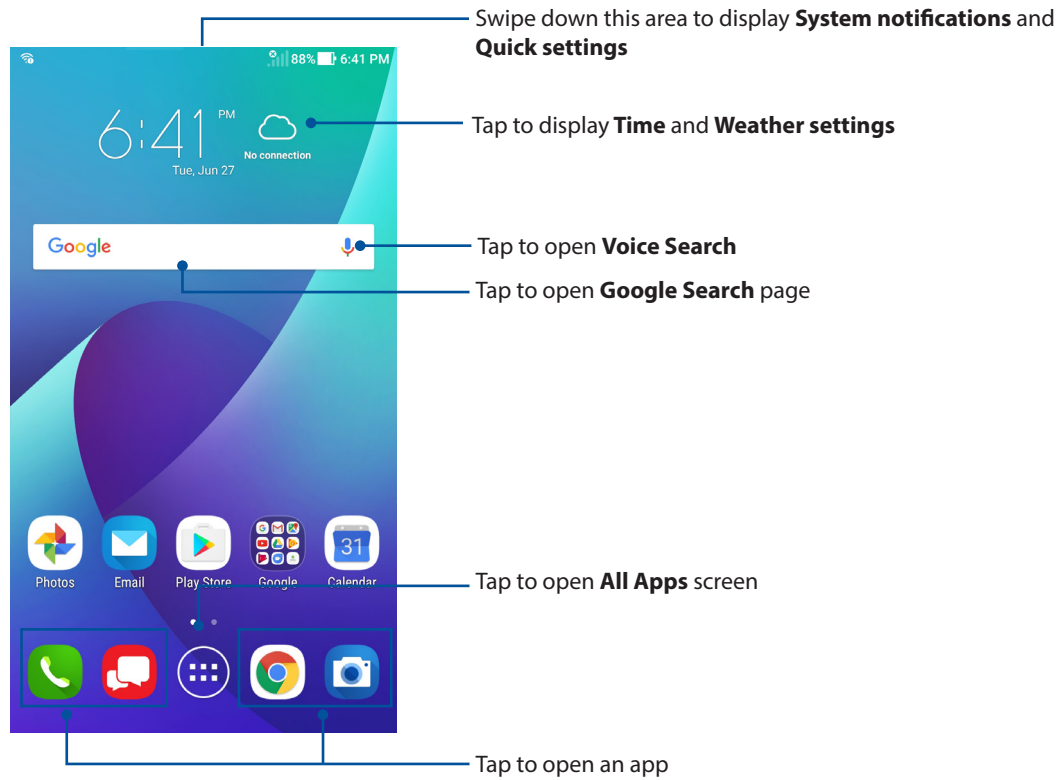 Swipe down this area to display System notifications and
Quick settings
88% 6:41 PM
6:41 PM
Tue, Jun 27
No connection
Tap to display Time and Weather settings
Google
Tap to open Voice Search
Tap to open Google Search page
31
Photos Email Play Store Google Calendar
Tap to open All Apps screen
Tap to open an app